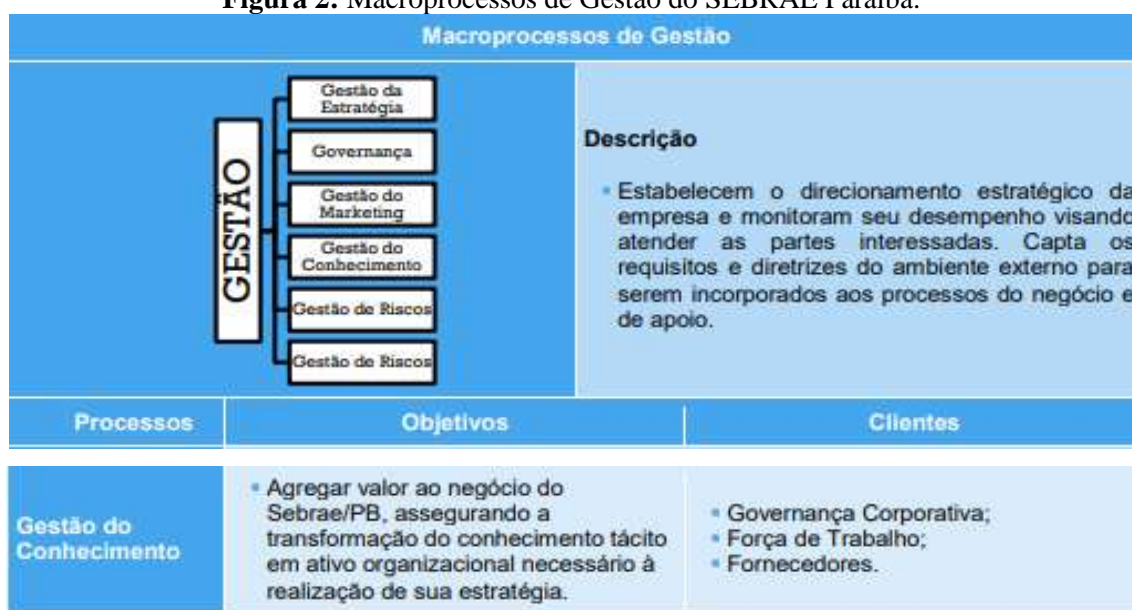 Figura 2: Macroprocessos de Gestão do SEBRAE Paraíba.
Macroprocessos de Gestão
GESTÃO
Gestão da
Estratégia
Governança
Gestão do
Marketing
Gestão do
Conhecimento
Gestão de Riscos
Gestão de Riscos
Descrição
Estabelecem o direcionamento estratégico da
empresa e monitoram seu desempenho visando
atender as partes interessadas. Capta os
requisitos e diretrizes do ambiente externo para
serem incorporados aos processos do negócio e
de apoio.
Processos
Objetivos
Clientes
Gestão do
Conhecimento
Agregar valor ao negócio do
Sebrae/PB, assegurando a
transformação do conhecimento tácito
em ativo organizacional necessário à
realização de sua estratégia.
Governança Corporativa;
Força de Trabalho;
Fornecedores.